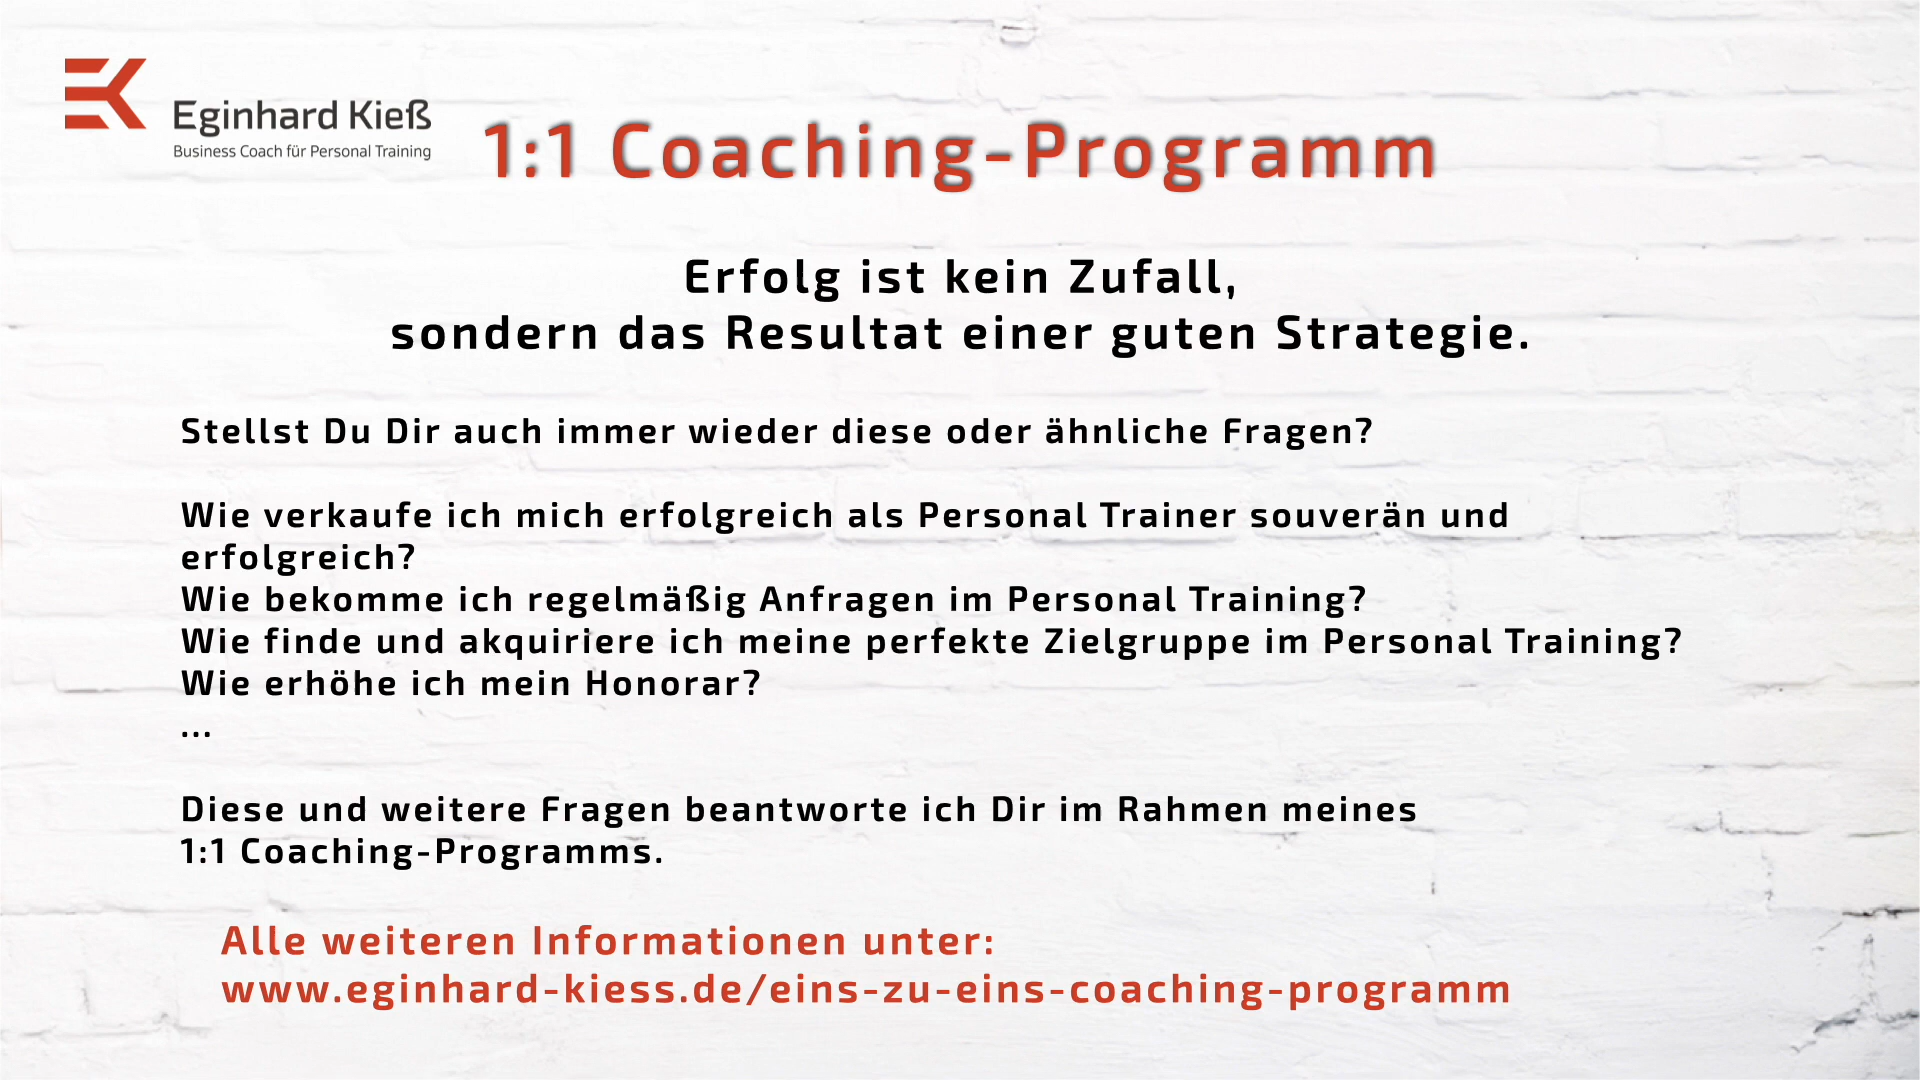 Eginhard Kieß
Business Coach für Personal Training
1:1 Coaching-Programm
Erfolg ist kein Zufall,
sondern das Resultat einer guten Strategie.
Stellst Du Dir auch immer wieder diese oder ähnliche Fragen?
Wie verkaufe ich mich erfolgreich als Personal Trainer souverän und
erfolgreich?
Wie bekomme ich regelmäßig Anfragen im Personal Training?
Wie finde und akquiriere ich meine perfekte Zielgruppe im Personal Training?
Wie erhöhe ich mein Honorar?
...
Diese und weitere Fragen beantworte ich Dir im Rahmen meines
1:1 Coaching-Programms.
Alle weiteren Informationen unter:
www.eginhard-kiess.de/eins-zu-eins-coaching-programm